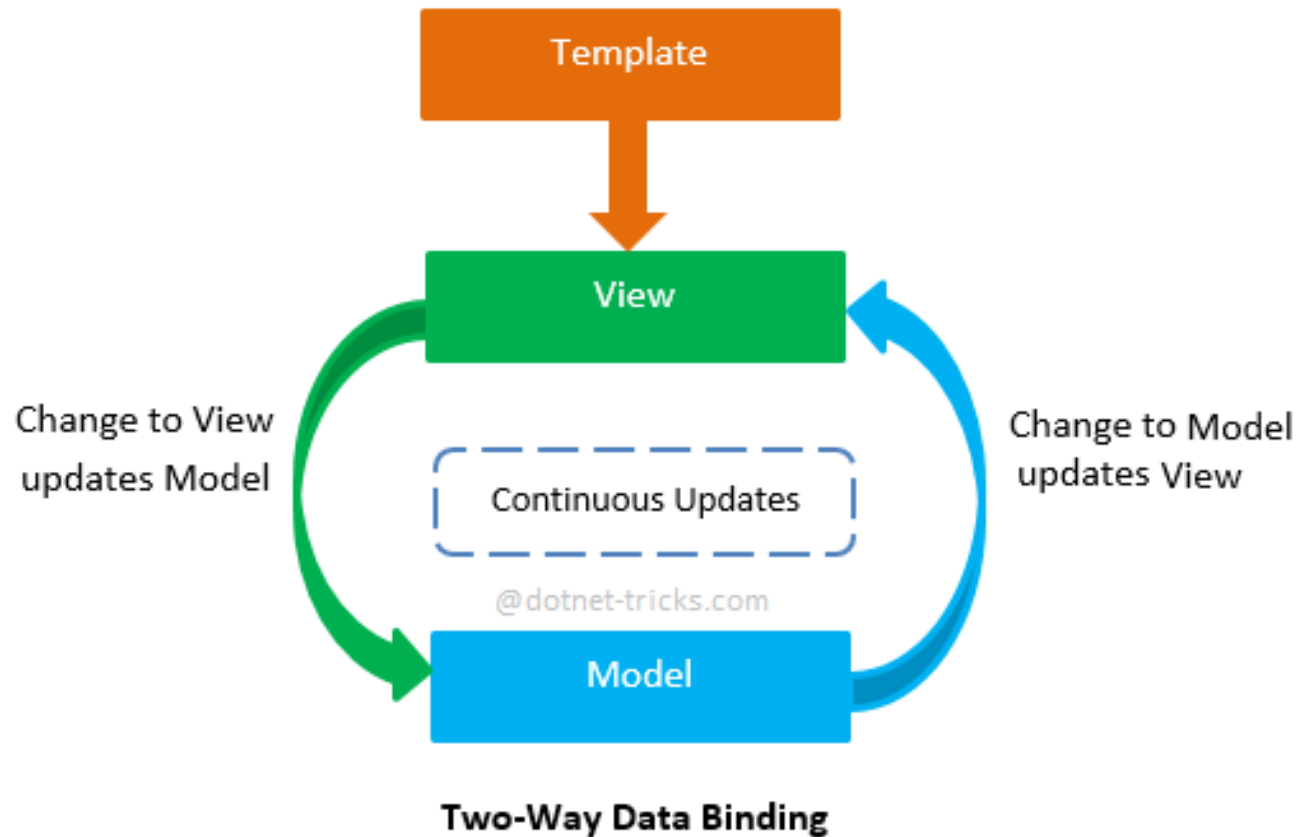 Template
View
Change to View
updates Model
Change to Model
updates View
Continuous Updates
@dotnet-tricks.com
Model
Two-Way Data Binding